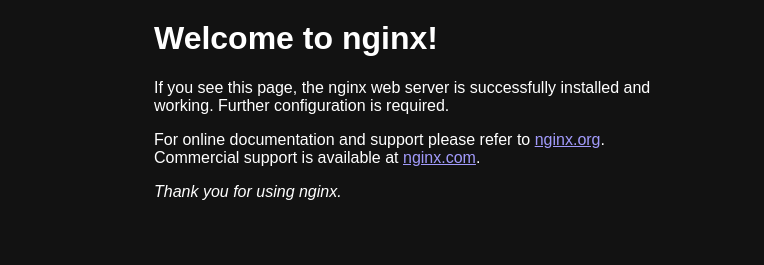 Welcome to nginx!
If you see this page, the nginx web server is successfully installed and
working. Further configuration is required.
For online documentation and support please refer to nginx.org.
Commercial support is available at nginx.com.
Thank you for using nginx.